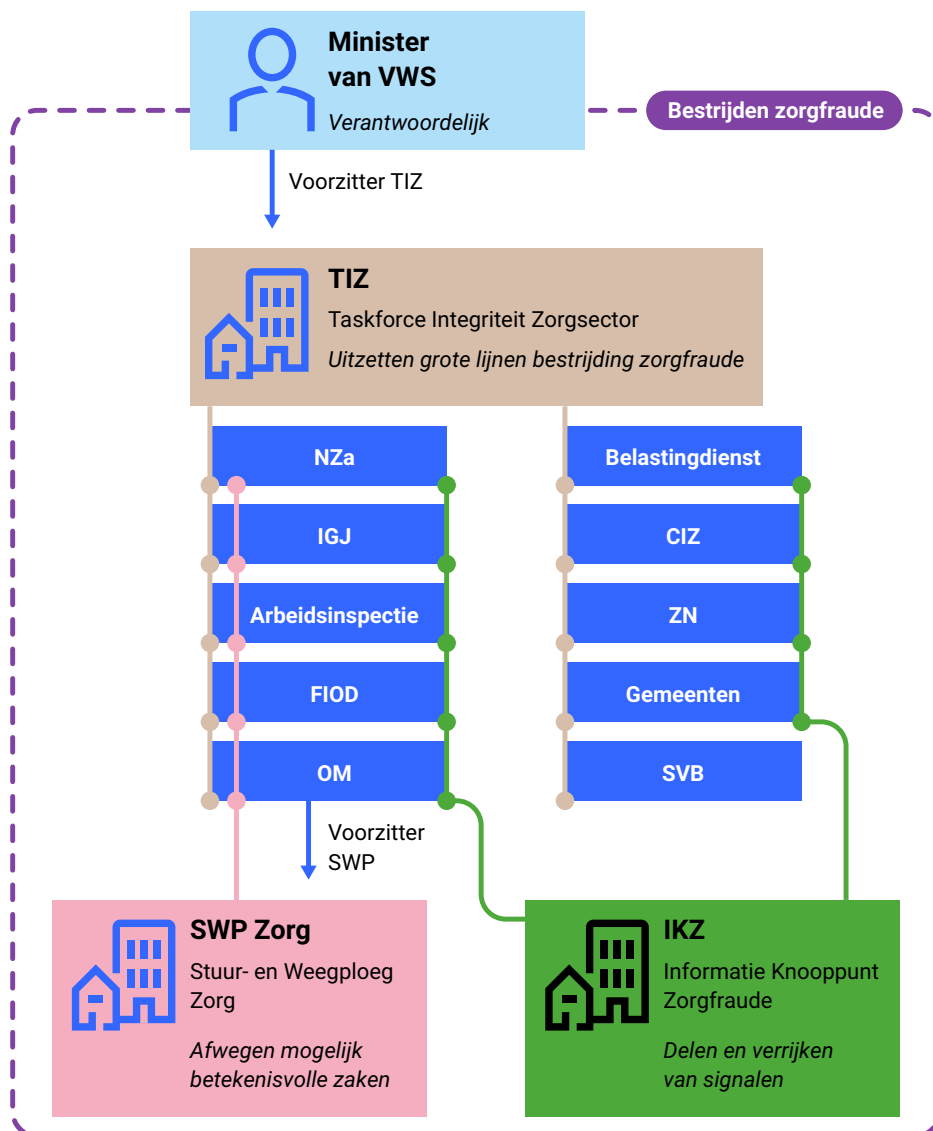 Minister
van VWS
Verantwoordelijk
Bestrijden zorgfraude
Voorzitter TIZ
TIZ
Taskforce Integriteit Zorgsector
Uitzetten grote lijnen bestrijding zorgfraude
NZa
IGJ
Arbeidsinspectie
FIOD
OM
Belastingdienst
CIZ
ZN
Gemeenten
SVB
Voorzitter
SWP
SWP Zorg
Stuur- en Weegploeg
Zorg
Afwegen mogelijk
betekenisvolle zaken
IKZ
Informatie Knooppunt
Zorgfraude
Delen en verrijken
van signalen